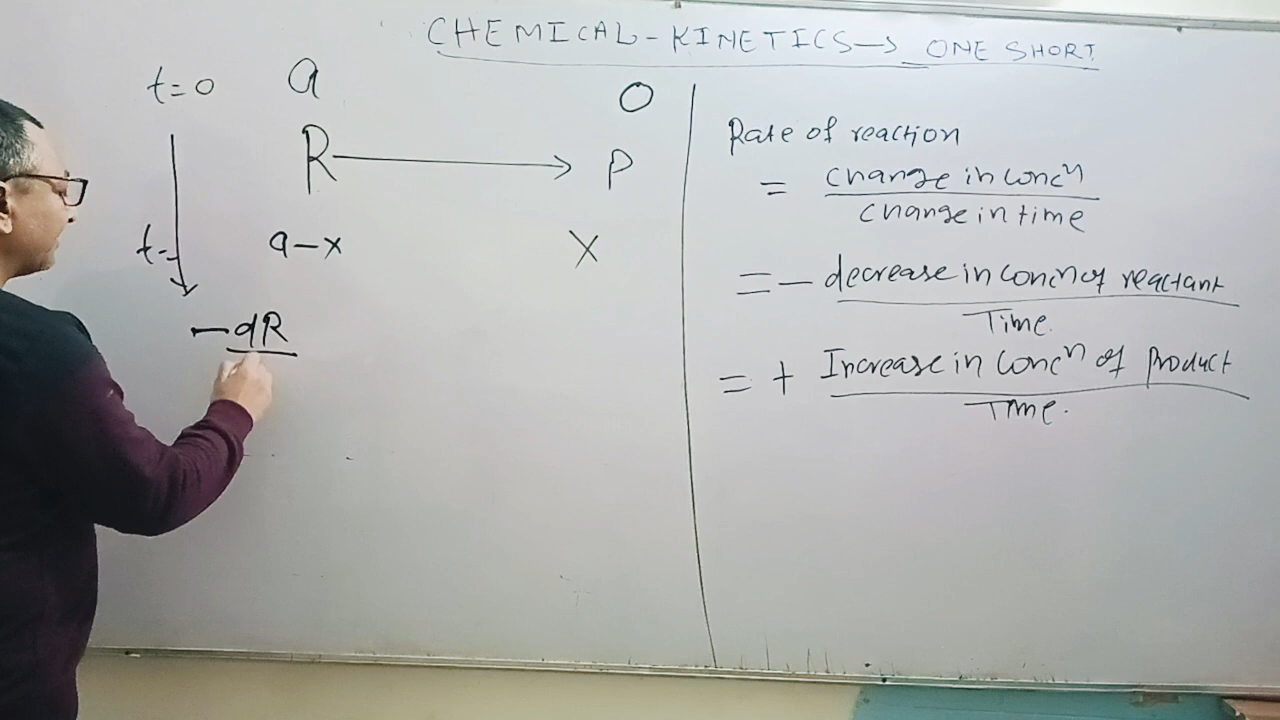 CHEMICAL-KINETICS→ ONE SHORT
t=0 a O
R → P
t= a-x x
-dR
Rate of reaction
= change in concⁿ
change in time
= - decrease in concⁿ of reactant
Time.
= + Increase in concⁿ of Product
Time.